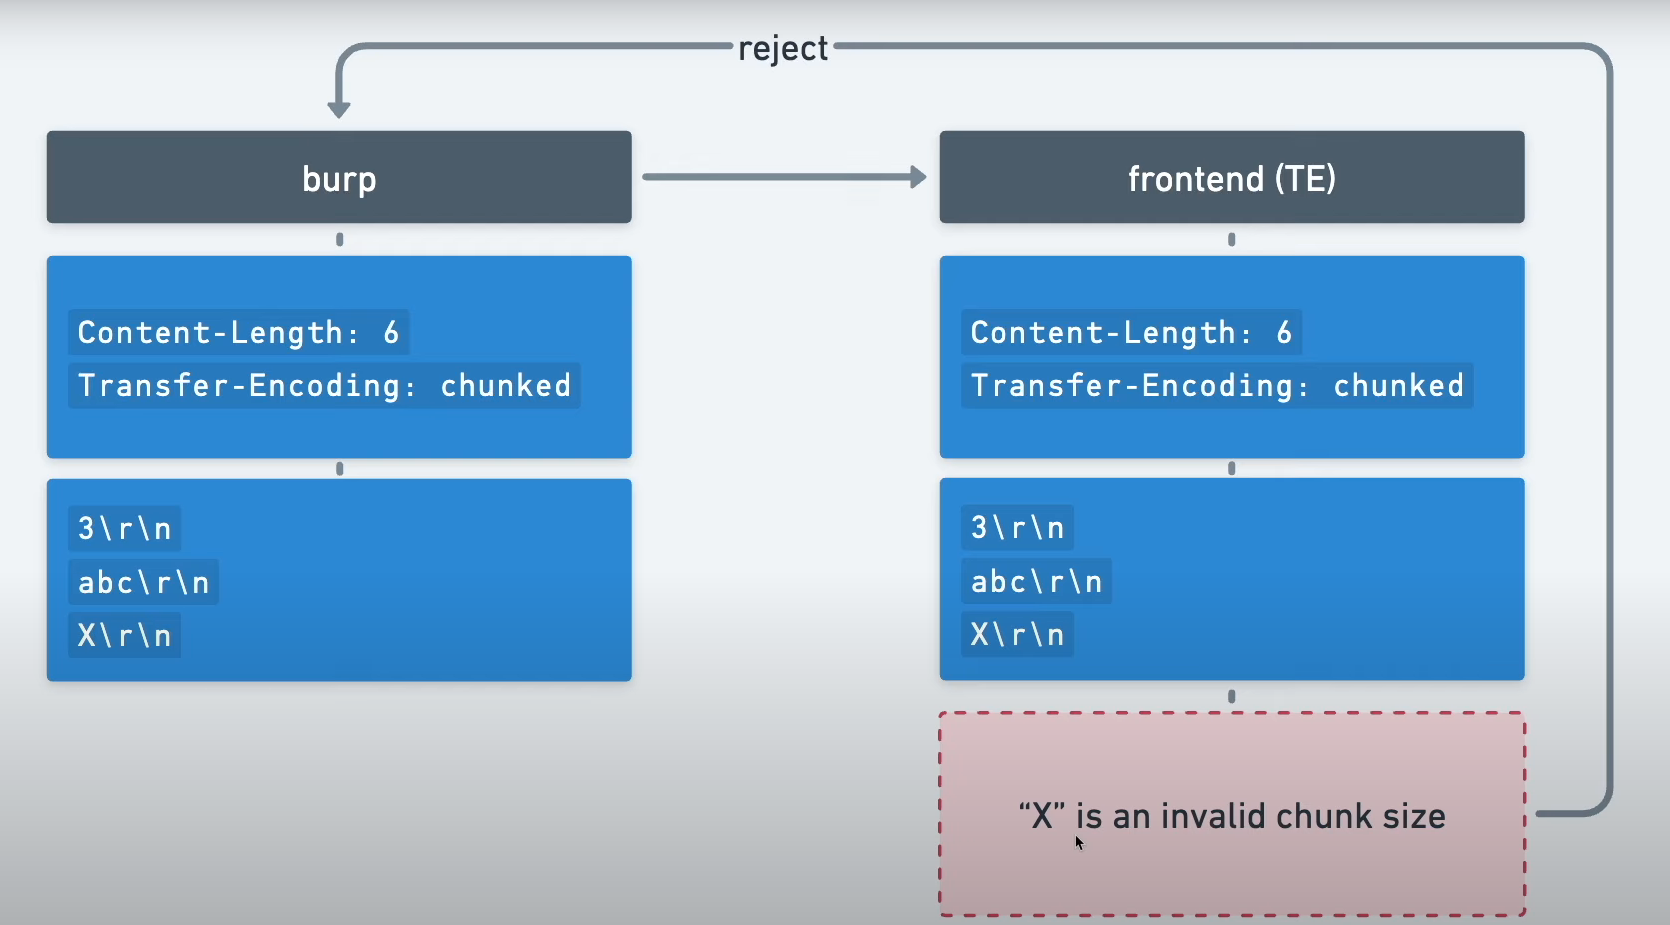 reject
burp
frontend (TE)
Content-Length: 6
Transfer-Encoding: chunked
Content-Length: 6
Transfer-Encoding: chunked
3\r\n
abc\r\n
X\r\n
3\r\n
abc\r\n
X\r\n
“X” is an invalid chunk size